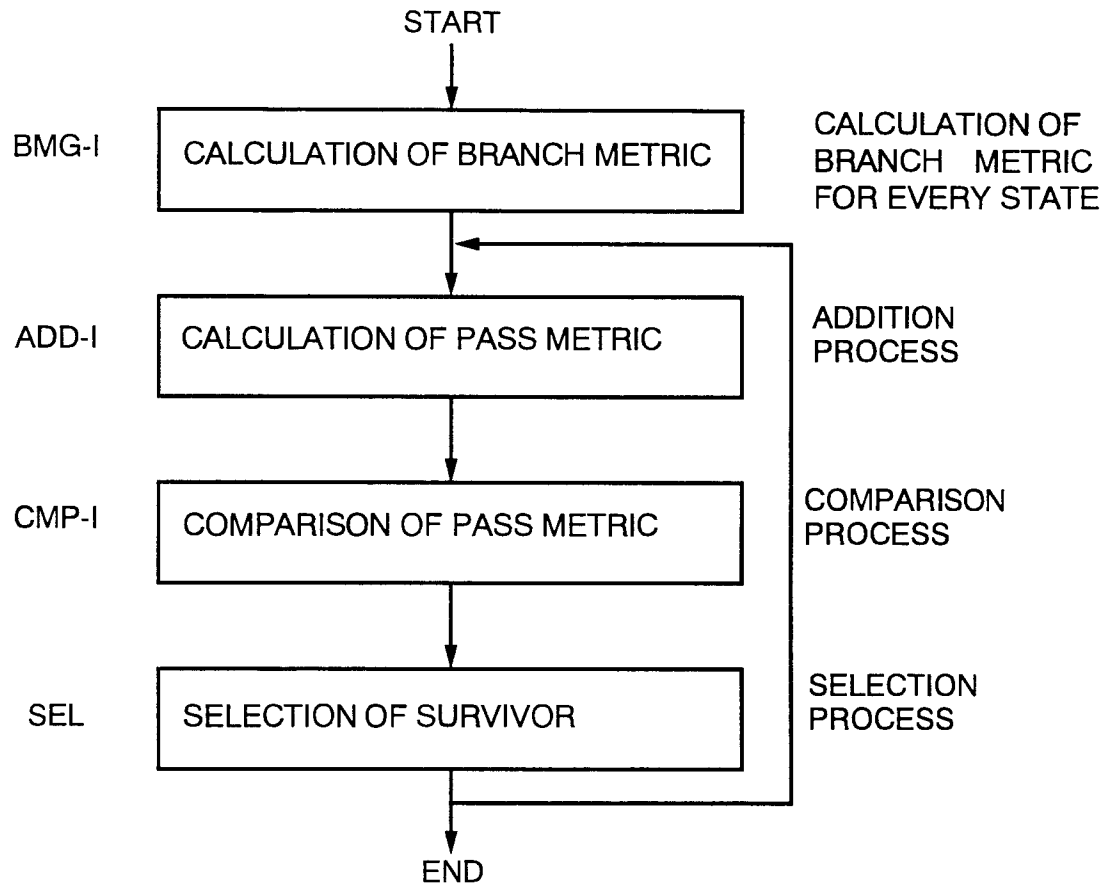 START
BMG-I
CALCULATION OF BRANCH METRIC
CALCULATION OF
BRANCH METRIC
FOR EVERY STATE
ADD-I
CALCULATION OF PASS METRIC
ADDITION
PROCESS
CMP-I
COMPARISON OF PASS METRIC
COMPARISON
PROCESS
SEL
SELECTION OF SURVIVOR
SELECTION
PROCESS
END